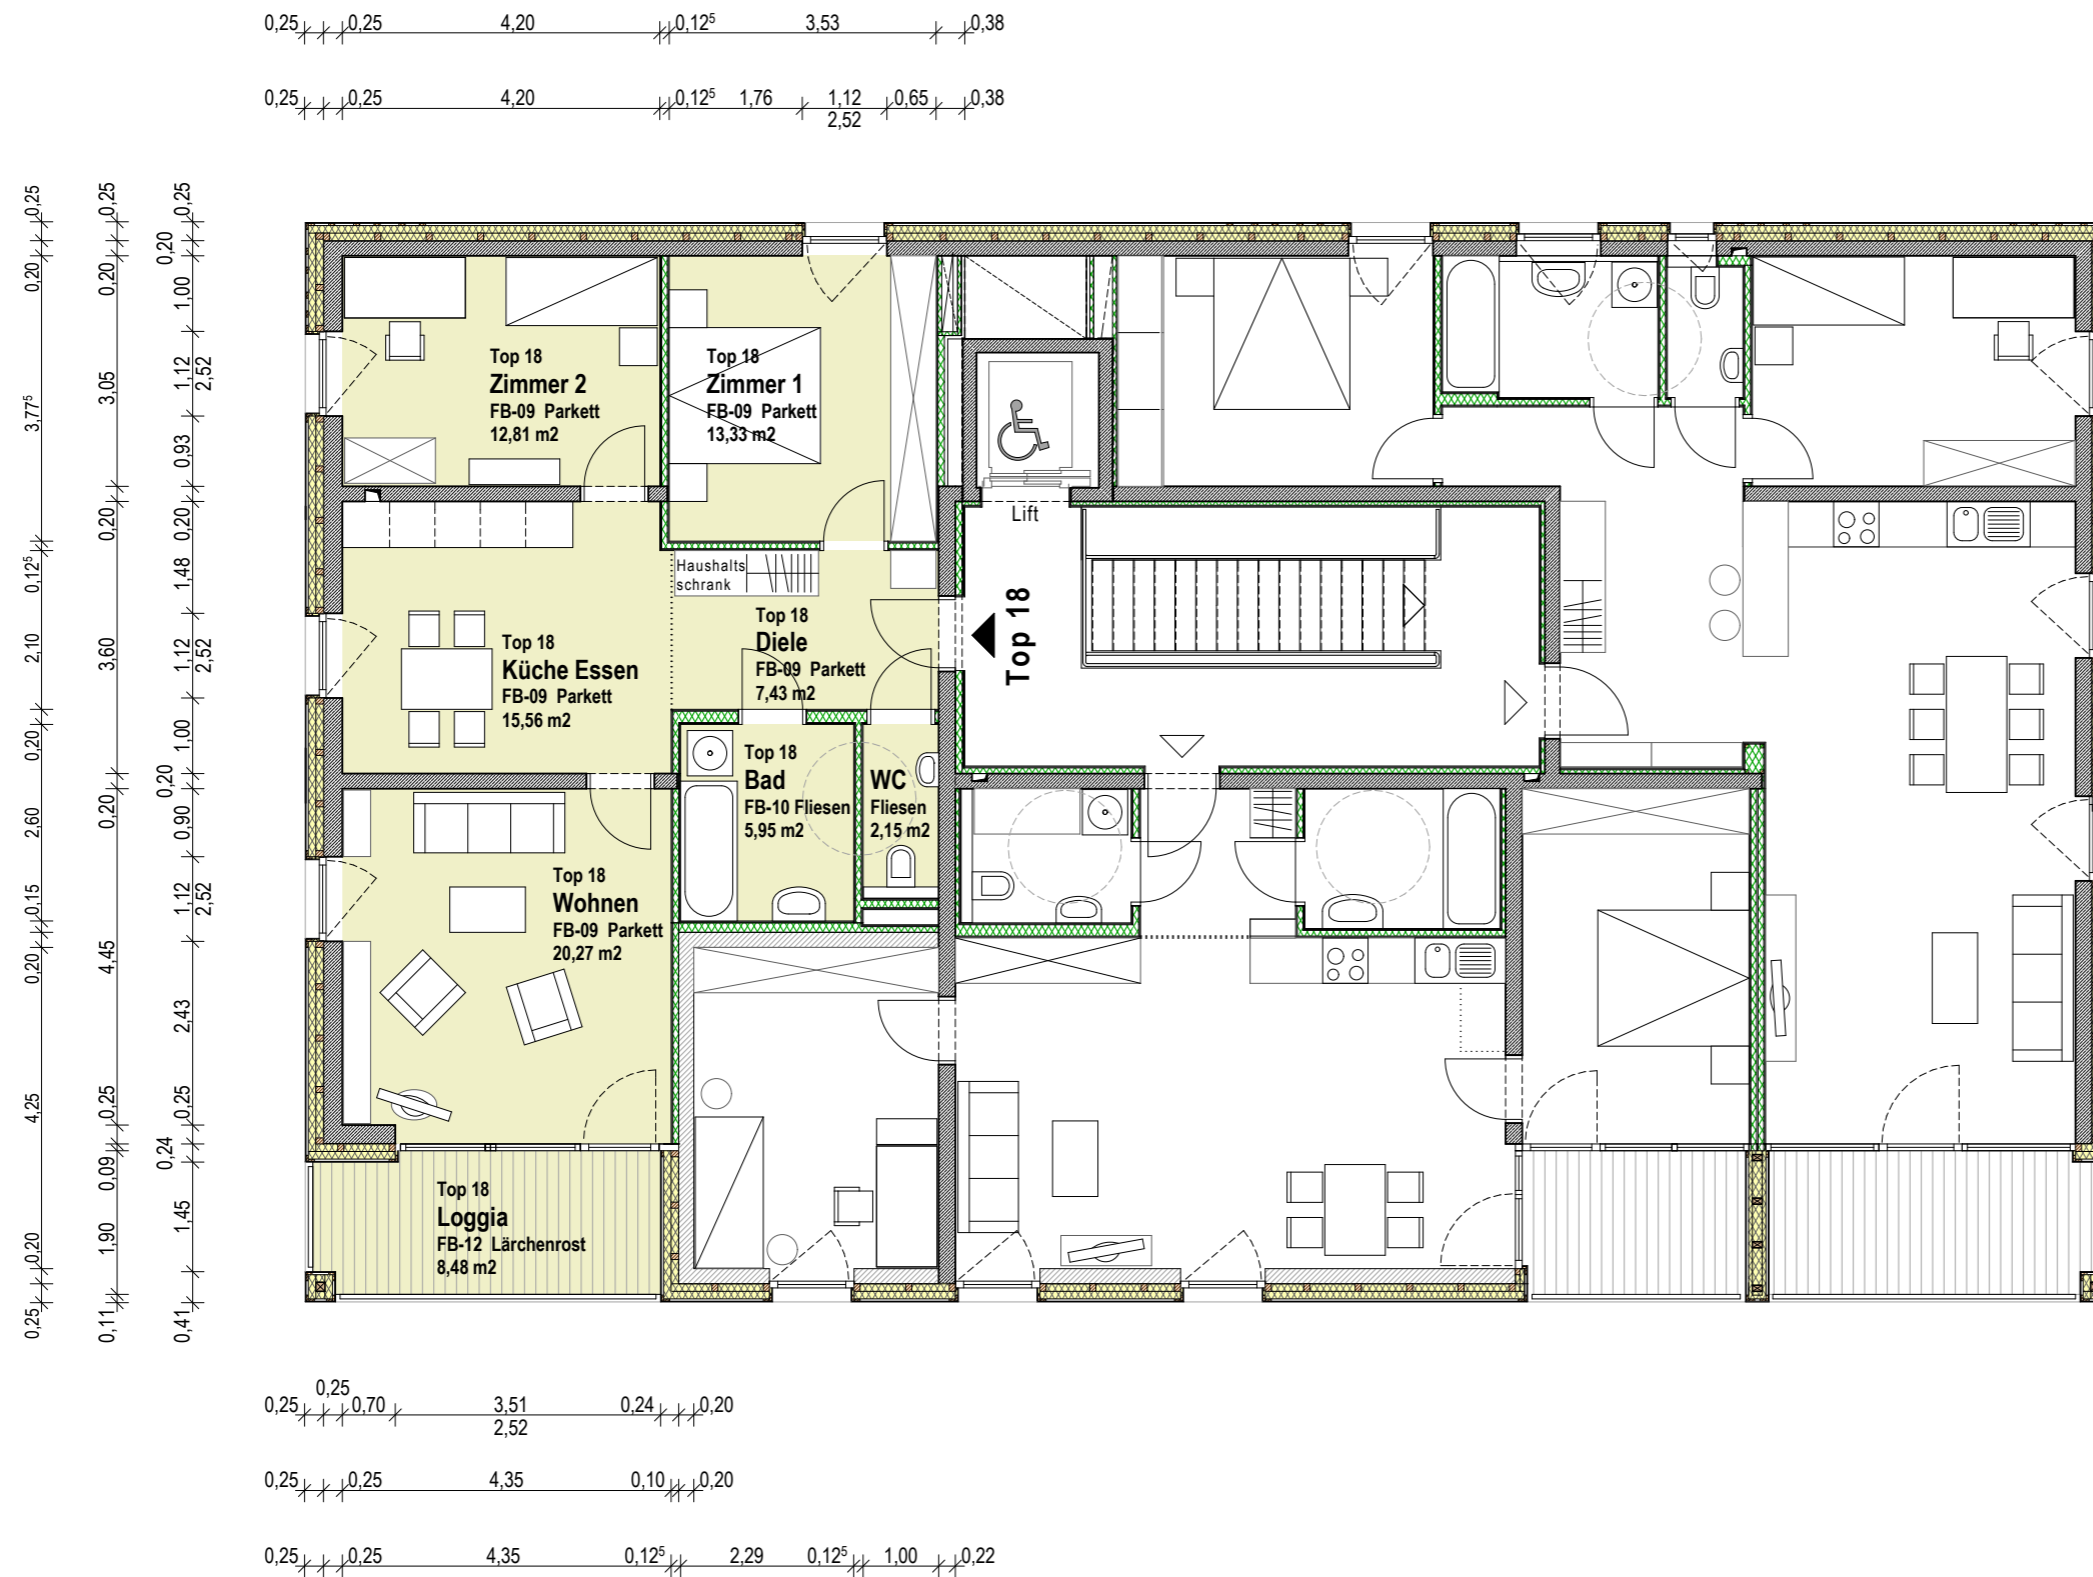 0,25 0,25 4,20 0,12⁵ 3,53 0,38
0,25 0,25 4,20 0,12⁵ 1,76 1,12 0,65 0,38
2,52
0,25 0,20 3,77⁵ 0,12⁵ 2,10 0,20 2,60 0,15 0,20 4,25 0,20 0,25
0,25 0,20 3,05 0,20 3,60 0,20 4,45 0,25 0,09 1,90 0,11
0,25 0,20 1,00 1,12 0,93 0,20 1,48 1,12 1,00 0,20 0,90 1,12 2,43 0,25 0,24 1,45 0,41
2,52 2,52 2,52
Top 18
Zimmer 2
FB-09 Parkett
12,81 m2
Top 18
Zimmer 1
FB-09 Parkett
13,33 m2
Lift
Haushalts
schrank
Top 18
Diele
FB-09 Parkett
7,43 m2
Top 18
Top 18
Küche Essen
FB-09 Parkett
15,56 m2
Top 18
Bad
FB-10 Fliesen
5,95 m2
WC
Fliesen
2,15 m2
Top 18
Wohnen
FB-09 Parkett
20,27 m2
Top 18
Loggia
FB-12 Lärchenrost
8,48 m2
0,25
0,25 0,70 3,51 0,24 0,20
2,52
0,25 0,25 4,35 0,10 0,20
0,25 0,25 4,35 0,12⁵ 2,29 0,12⁵ 1,00 0,22